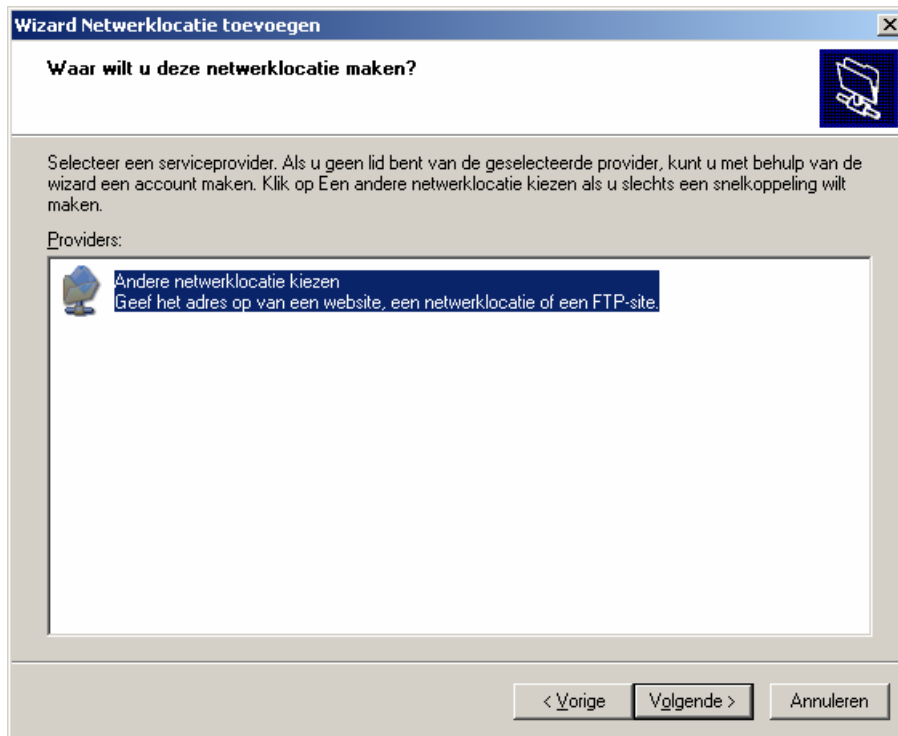 Wizard Netwerklocatie toevoegen
Waar wilt u deze netwerklocatie maken?
Selecteer een serviceprovider. Als u geen lid bent van de geselecteerde provider, kunt u met behulp van de
wizard een account maken. Klik op Een andere netwerklocatie kiezen als u slechts een snelkoppeling wilt
maken.
Providers:
Andere netwerklocatie kiezen
Geef het adres op van een website, een netwerklocatie of een FTP-site.
< Vorige
Volgende >
Annuleren